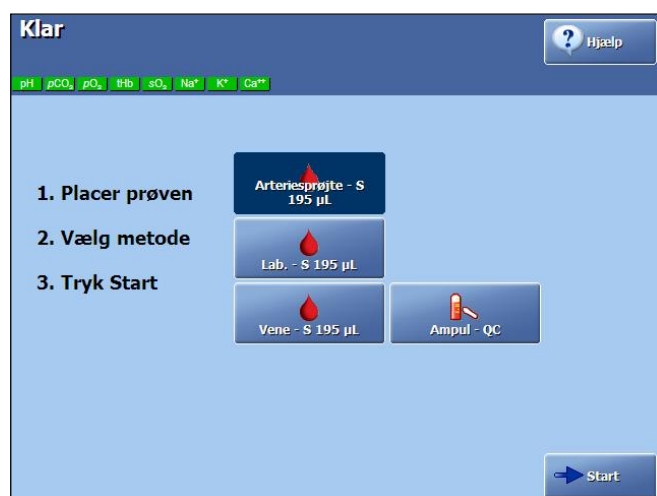 Klar
Hjælp
pH pCO₂ pO₂ tHb sO₂ Na⁺ K⁺ Ca⁺⁺
1. Placer prøven
2. Vælg metode
3. Tryk Start
Arteriesprøjte - S
195 µL
Lab. - S 195 µL
Vene - S 195 µL
Ampul - QC
Start